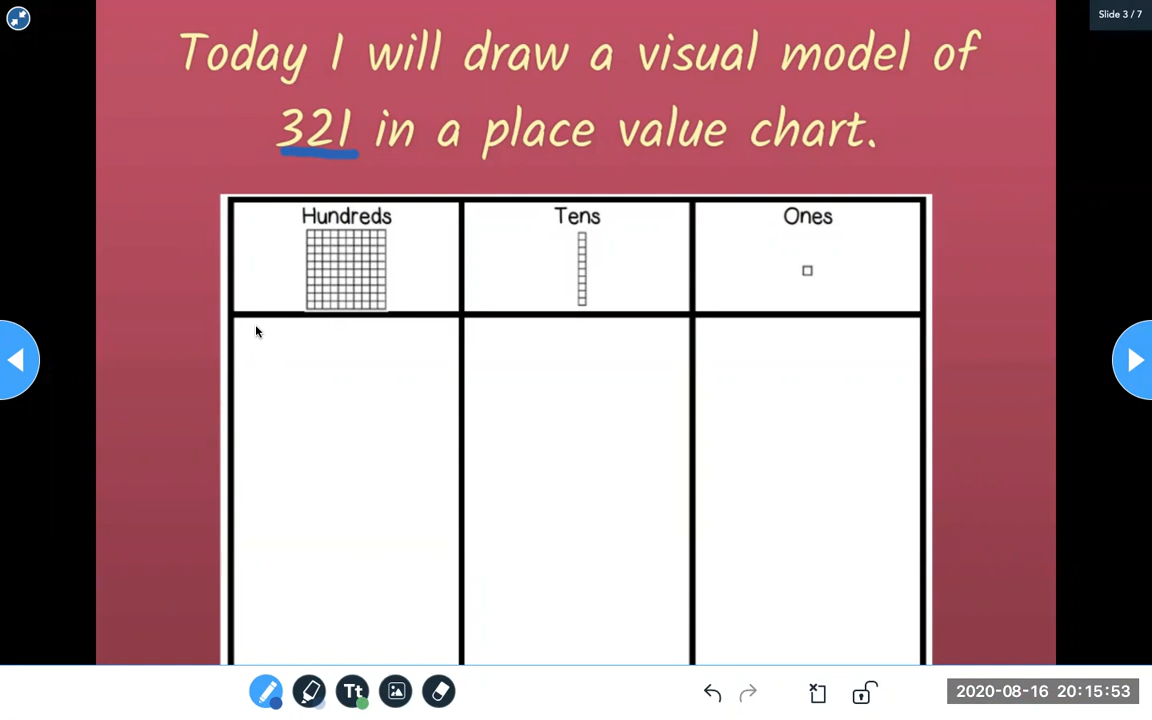 Slide 3 / 7
Today I will draw a visual model of
321 in a place value chart.
Hundreds Tens Ones
Tt
2020-08-16 20:15:53